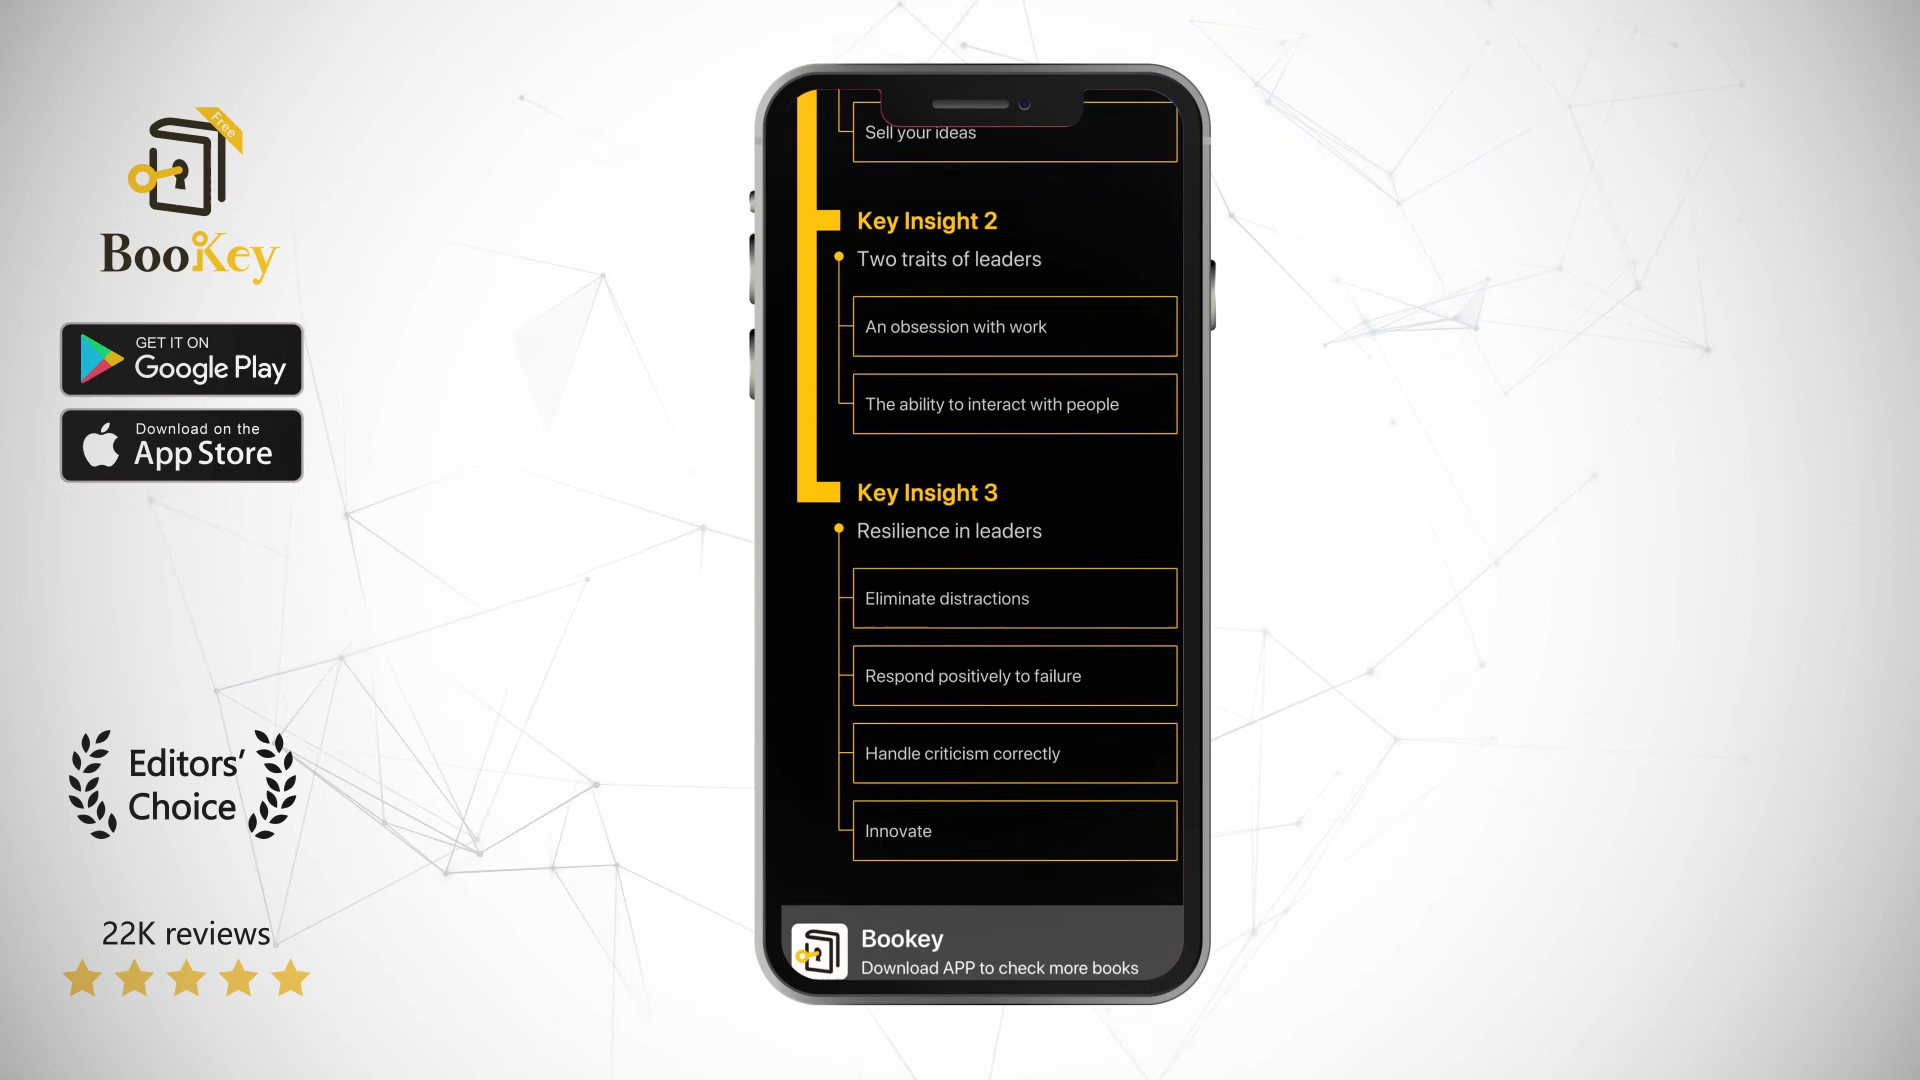 Free
BooKey
GET IT ON
Google Play
Download on the
App Store
Editors’
Choice
22K reviews
Sell your ideas
Key Insight 2
Two traits of leaders
An obsession with work
The ability to interact with people
Key Insight 3
Resilience in leaders
Eliminate distractions
Respond positively to failure
Handle criticism correctly
Innovate
Bookey
Download APP to check more books